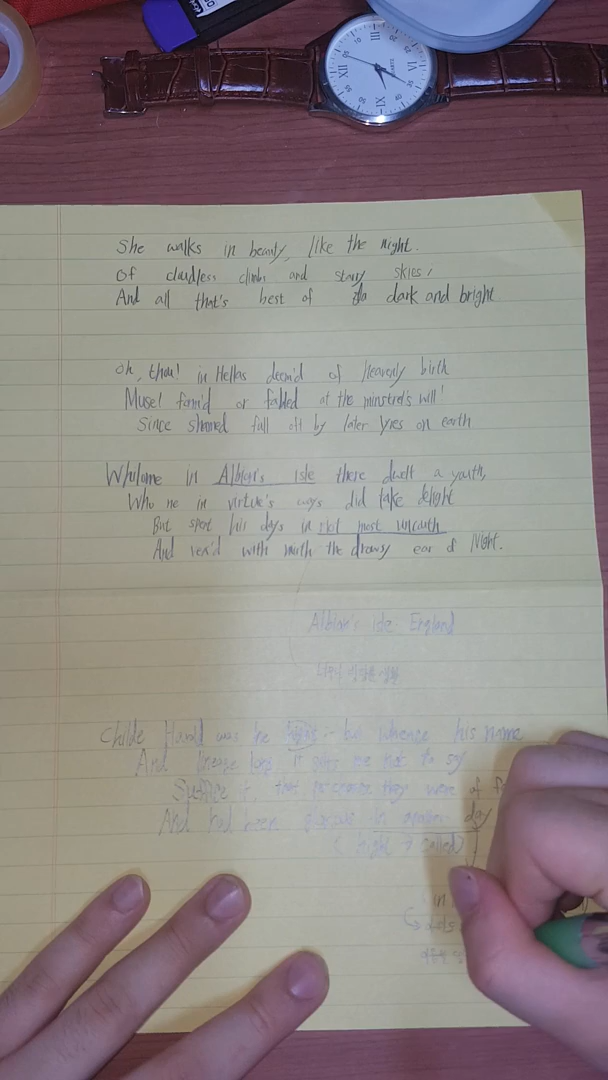 She walks in beauty, like the night.
Of cloudless climb and starry skies,
And all that's best of dark and bright
Oh, thou! in Hellas deem'd of Heavenly birth
Muse! form'd or fabled at the minstrel's will!
Since shamed full oft by later lyres on earth
Whilome in Albion's isle there dwelt a youth,
Who ne in virtue's ways did take delight
But spent his days in riot most uncouth
And vex'd with mirth the drowsy ear of Night.
Albion's isle: England
Childe Harold was he hight - but whence his name
And lineage long it suits me not to say
Suffice it, that perchance they were of
And had been glorious in another day
( hight → called)
in